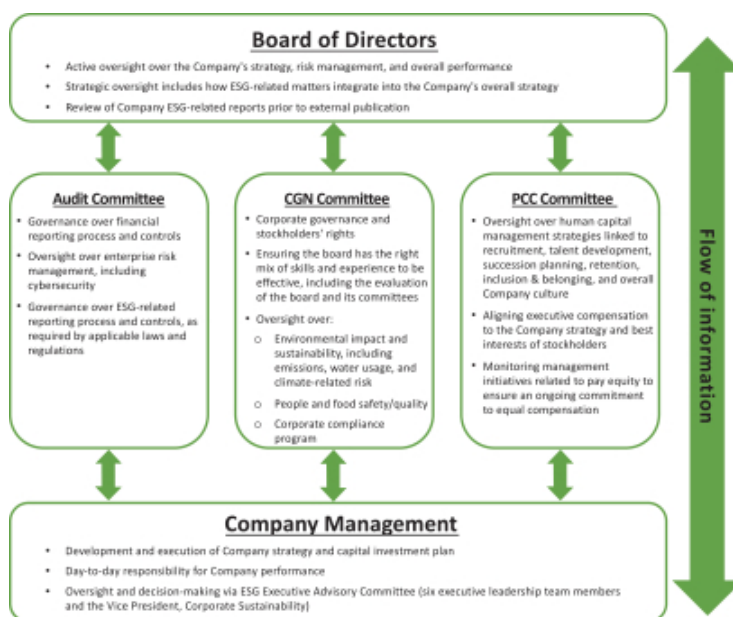 Board of Directors
• Active oversight over the Company's strategy, risk management, and overall performance
• Strategic oversight includes how ESG-related matters integrate into the Company's overall strategy
• Review of Company ESG-related reports prior to external publication
Audit Committee
• Governance over financial
reporting process and controls
• Oversight over enterprise risk
management, including
cybersecurity
• Governance over ESG-related
reporting process and controls, as
required by applicable laws and
regulations
CGN Committee
• Corporate governance and
stockholders' rights
• Ensuring the board has the right
mix of skills and experience to be
effective, including the evaluation
of the board and its committees
• Oversight over:
o Environmental impact and
sustainability, including
emissions, water usage, and
climate-related risk
o People and food safety/quality
o Corporate compliance
program
PCC Committee
• Oversight over human capital
management strategies linked to
recruitment, talent development,
succession planning, retention,
inclusion & belonging, and overall
Company culture
• Aligning executive compensation
to the Company strategy and best
interests of stockholders
• Monitoring management
initiatives related to pay equity to
ensure an ongoing commitment
to equal compensation
Flow of information
Company Management
• Development and execution of Company strategy and capital investment plan
• Day-to-day responsibility for Company performance
• Oversight and decision-making via ESG Executive Advisory Committee (six executive leadership team members
and the Vice President, Corporate Sustainability)